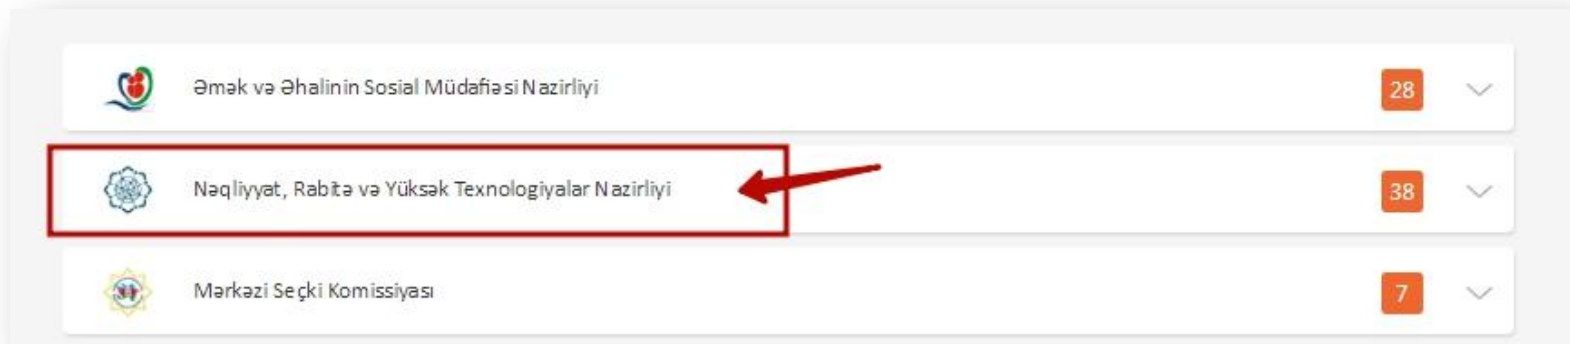 Əmək və Əhalinin Sosial Müdafiəsi Nazirliyi 28
Nəqliyyat, Rabitə və Yüksək Texnologiyalar Nazirliyi 38
Mərkəzi Seçki Komissiyası 7